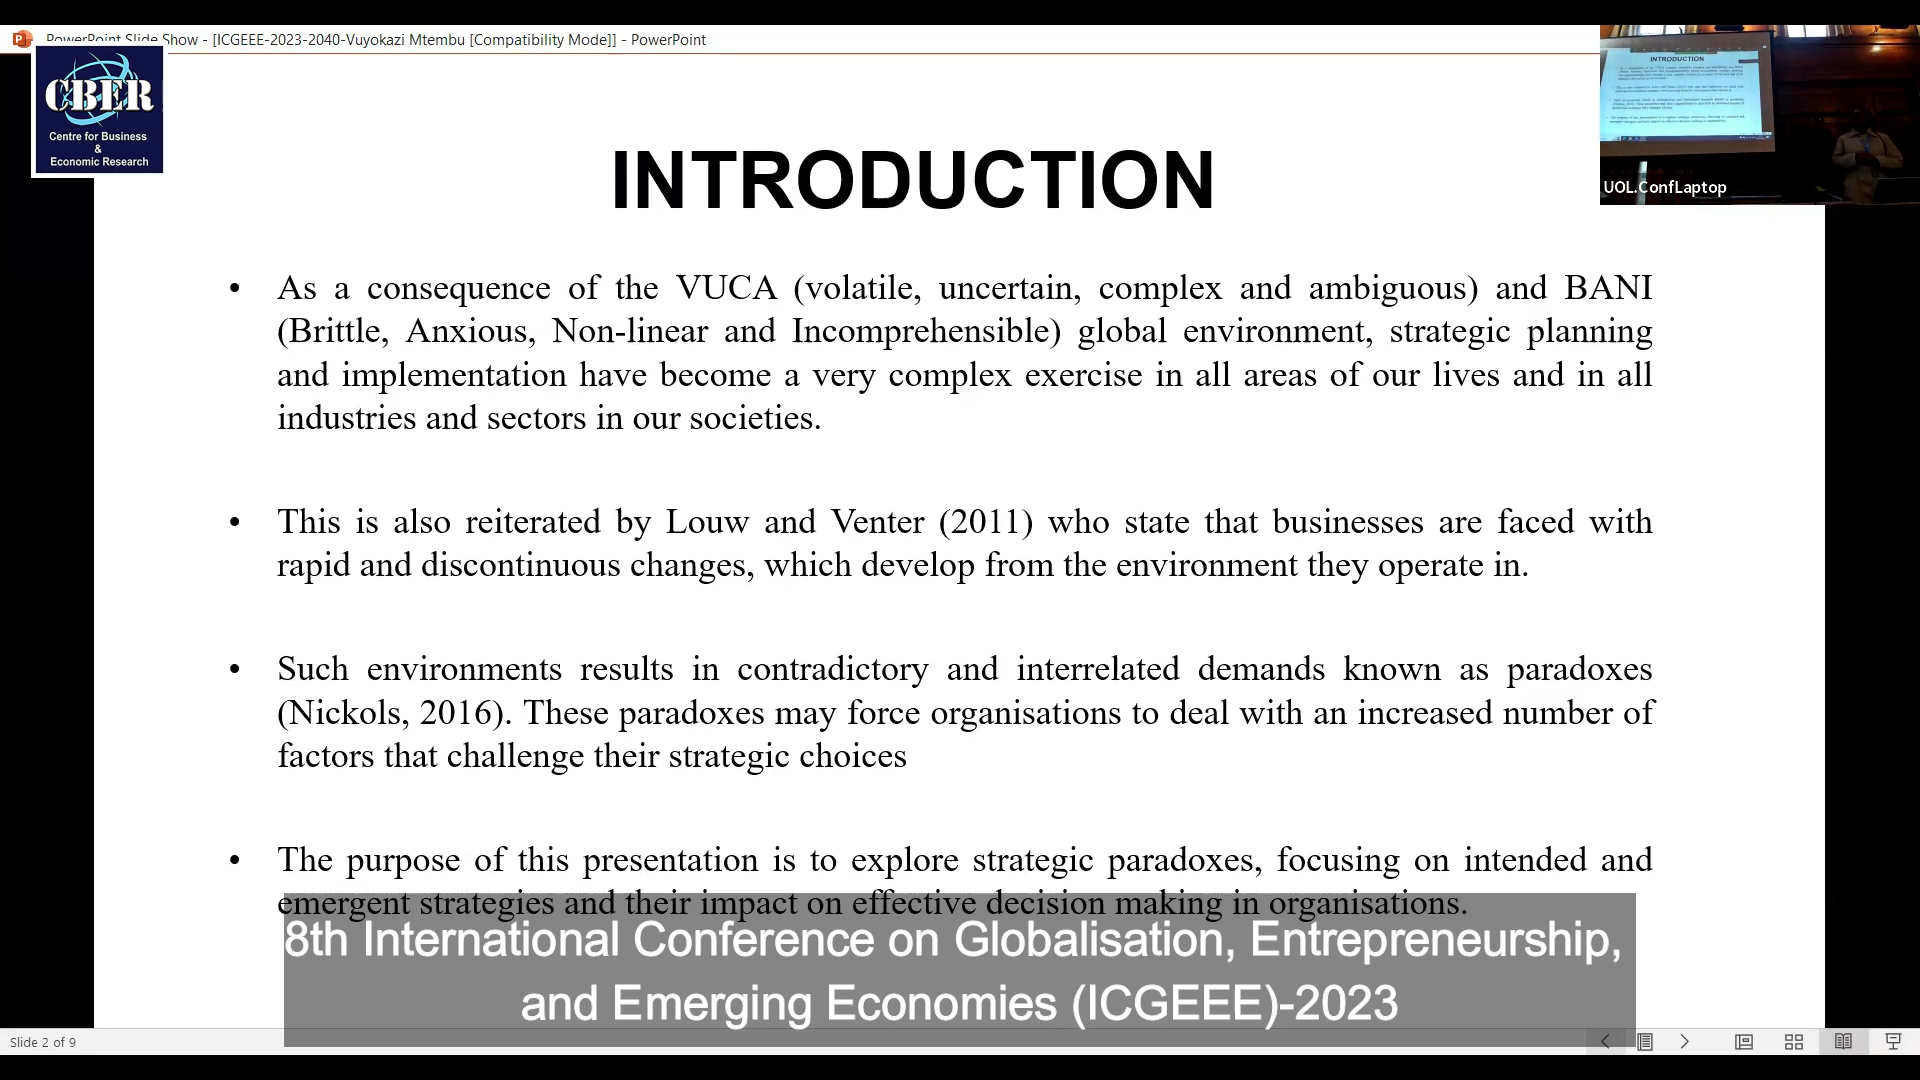 PowerPoint Slide Show - [ICGEEE-2023-2040-Vuyokazi Mtembu [Compatibility Mode]] - PowerPoint
CBER
Centre for Business
&
Economic Research
INTRODUCTION
UOL.ConfLaptop
INTRODUCTION
• As a consequence of the VUCA (volatile, uncertain, complex and ambiguous) and BANI
(Brittle, Anxious, Non-linear and Incomprehensible) global environment, strategic planning
and implementation have become a very complex exercise in all areas of our lives and in all
industries and sectors in our societies.
• This is also reiterated by Louw and Venter (2011) who state that businesses are faced with
rapid and discontinuous changes, which develop from the environment they operate in.
• Such environments results in contradictory and interrelated demands known as paradoxes
(Nickols, 2016). These paradoxes may force organisations to deal with an increased number of
factors that challenge their strategic choices
• The purpose of this presentation is to explore strategic paradoxes, focusing on intended and
emergent strategies and their impact on effective decision making in organisations.
8th International Conference on Globalisation, Entrepreneurship,
and Emerging Economies (ICGEEE)-2023
Slide 2 of 9